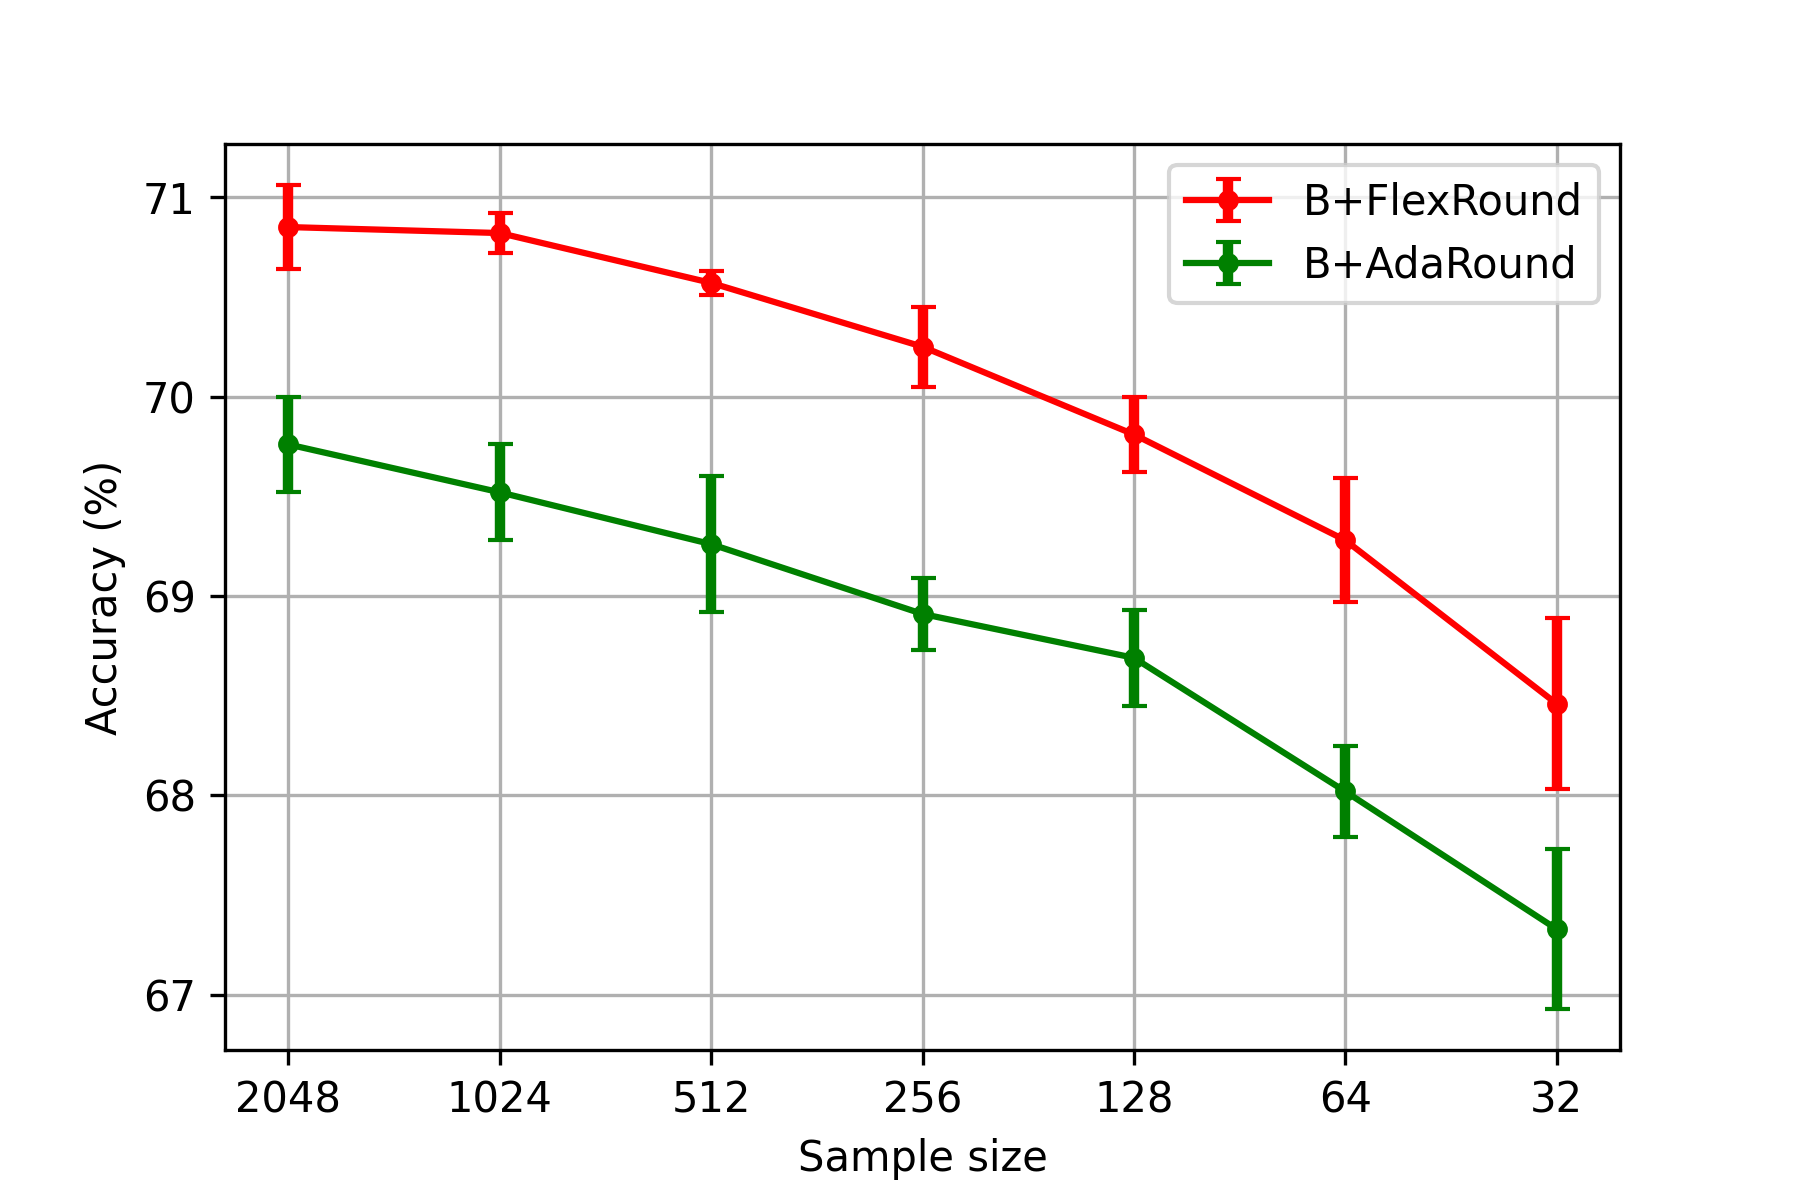 B+FlexRound
B+AdaRound
71
70
69
68
67
Accuracy (%)
2048 1024 512 256 128 64 32
Sample size